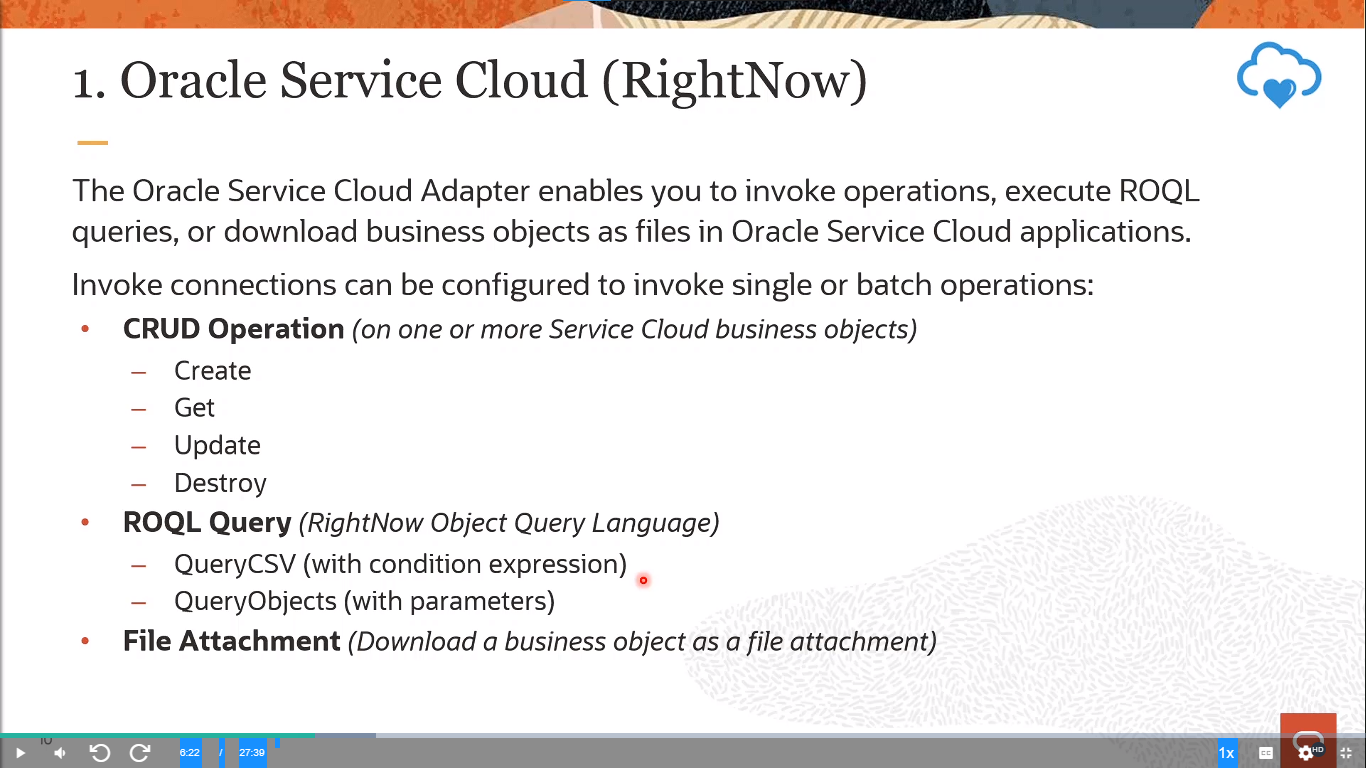 1. Oracle Service Cloud (RightNow)
The Oracle Service Cloud Adapter enables you to invoke operations, execute ROQL
queries, or download business objects as files in Oracle Service Cloud applications.
Invoke connections can be configured to invoke single or batch operations:
• CRUD Operation (on one or more Service Cloud business objects)
– Create
– Get
– Update
– Destroy
• ROQL Query (RightNow Object Query Language)
– QueryCSV (with condition expression)
– QueryObjects (with parameters)
• File Attachment (Download a business object as a file attachment)
10
6:22 / 27:39 1x CC HD